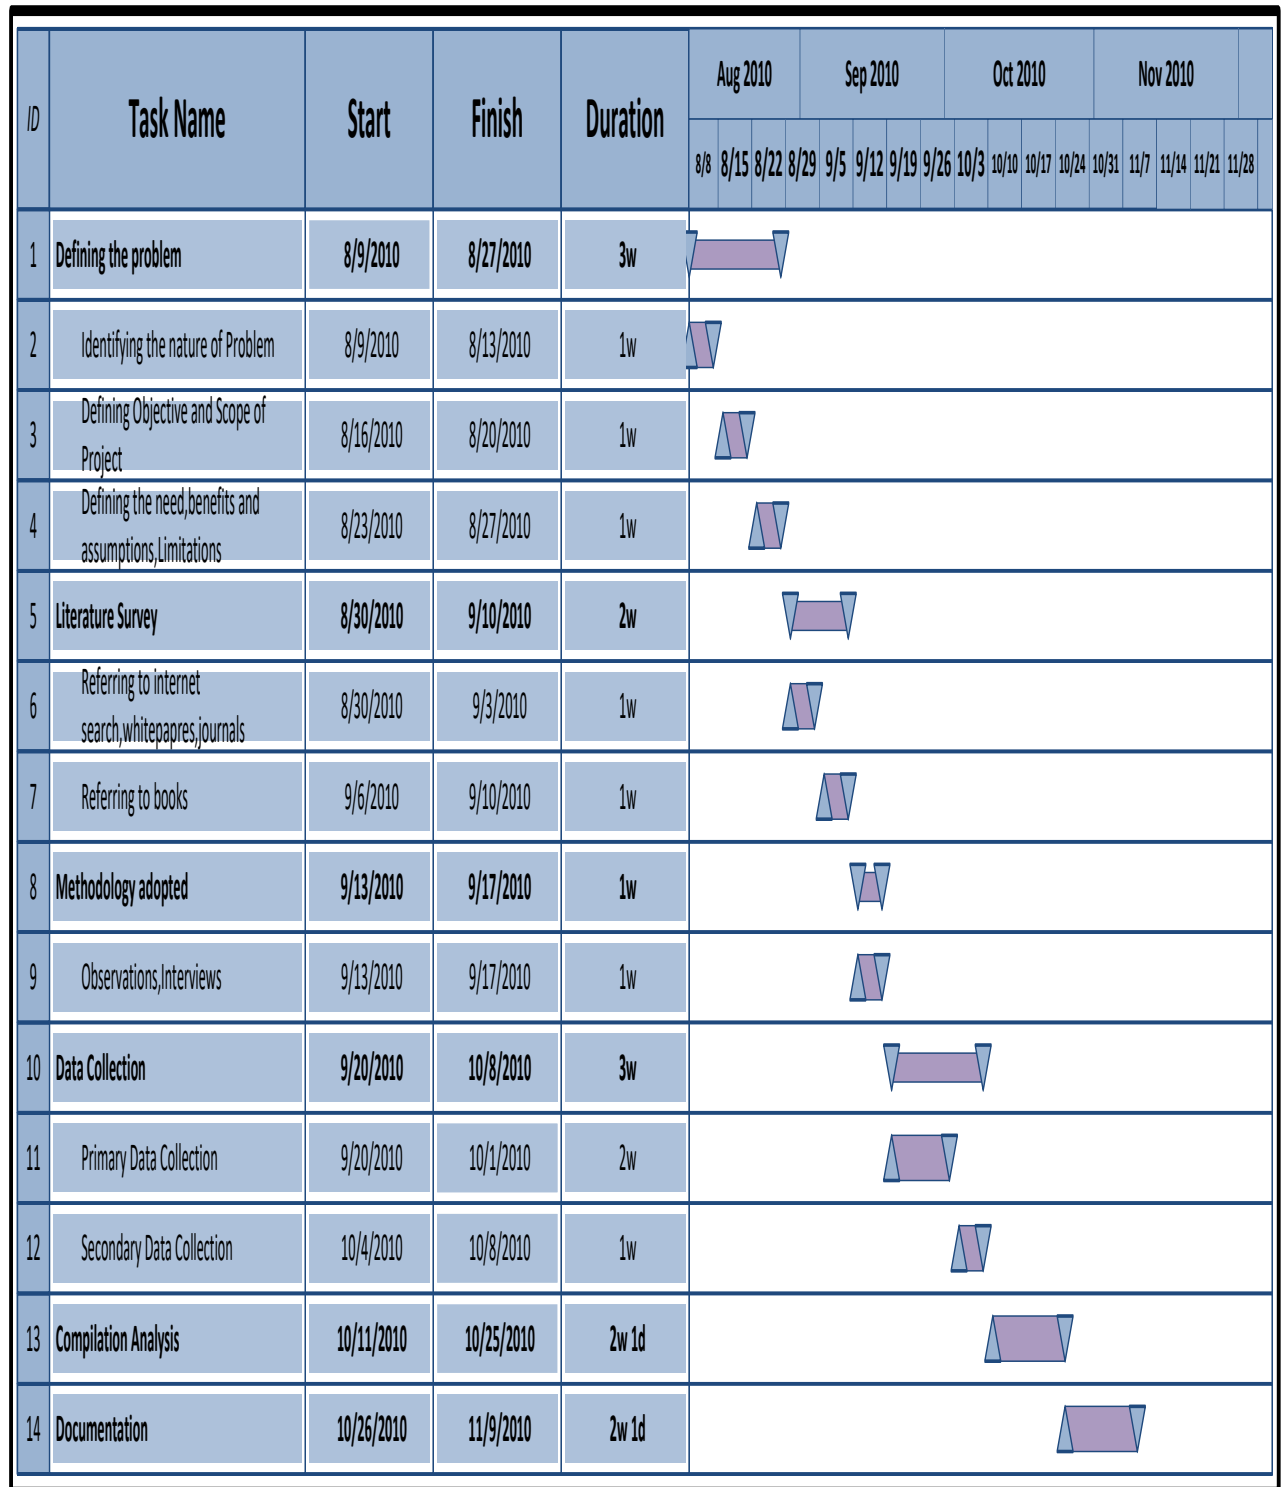 ID Task Name Start Finish Duration Aug 2010 Sep 2010 Oct 2010 Nov 2010
8/8 8/15 8/22 8/29 9/5 9/12 9/19 9/26 10/3 10/10 10/17 10/24 10/31 11/7 11/14 11/21 11/28
1 Defining the problem 8/9/2010 8/27/2010 3w
2 Identifying the nature of Problem 8/9/2010 8/13/2010 1w
3 Defining Objective and Scope of
Project 8/16/2010 8/20/2010 1w
4 Defining the need,benefits and
assumptions,Limitations 8/23/2010 8/27/2010 1w
5 Literature Survey 8/30/2010 9/10/2010 2w
6 Referring to internet
search,whitepapres,journals 8/30/2010 9/3/2010 1w
7 Referring to books 9/6/2010 9/10/2010 1w
8 Methodology adopted 9/13/2010 9/17/2010 1w
9 Observations,Interviews 9/13/2010 9/17/2010 1w
10 Data Collection 9/20/2010 10/8/2010 3w
11 Primary Data Collection 9/20/2010 10/1/2010 2w
12 Secondary Data Collection 10/4/2010 10/8/2010 1w
13 Compilation Analysis 10/11/2010 10/25/2010 2w 1d
14 Documentation 10/26/2010 11/9/2010 2w 1d